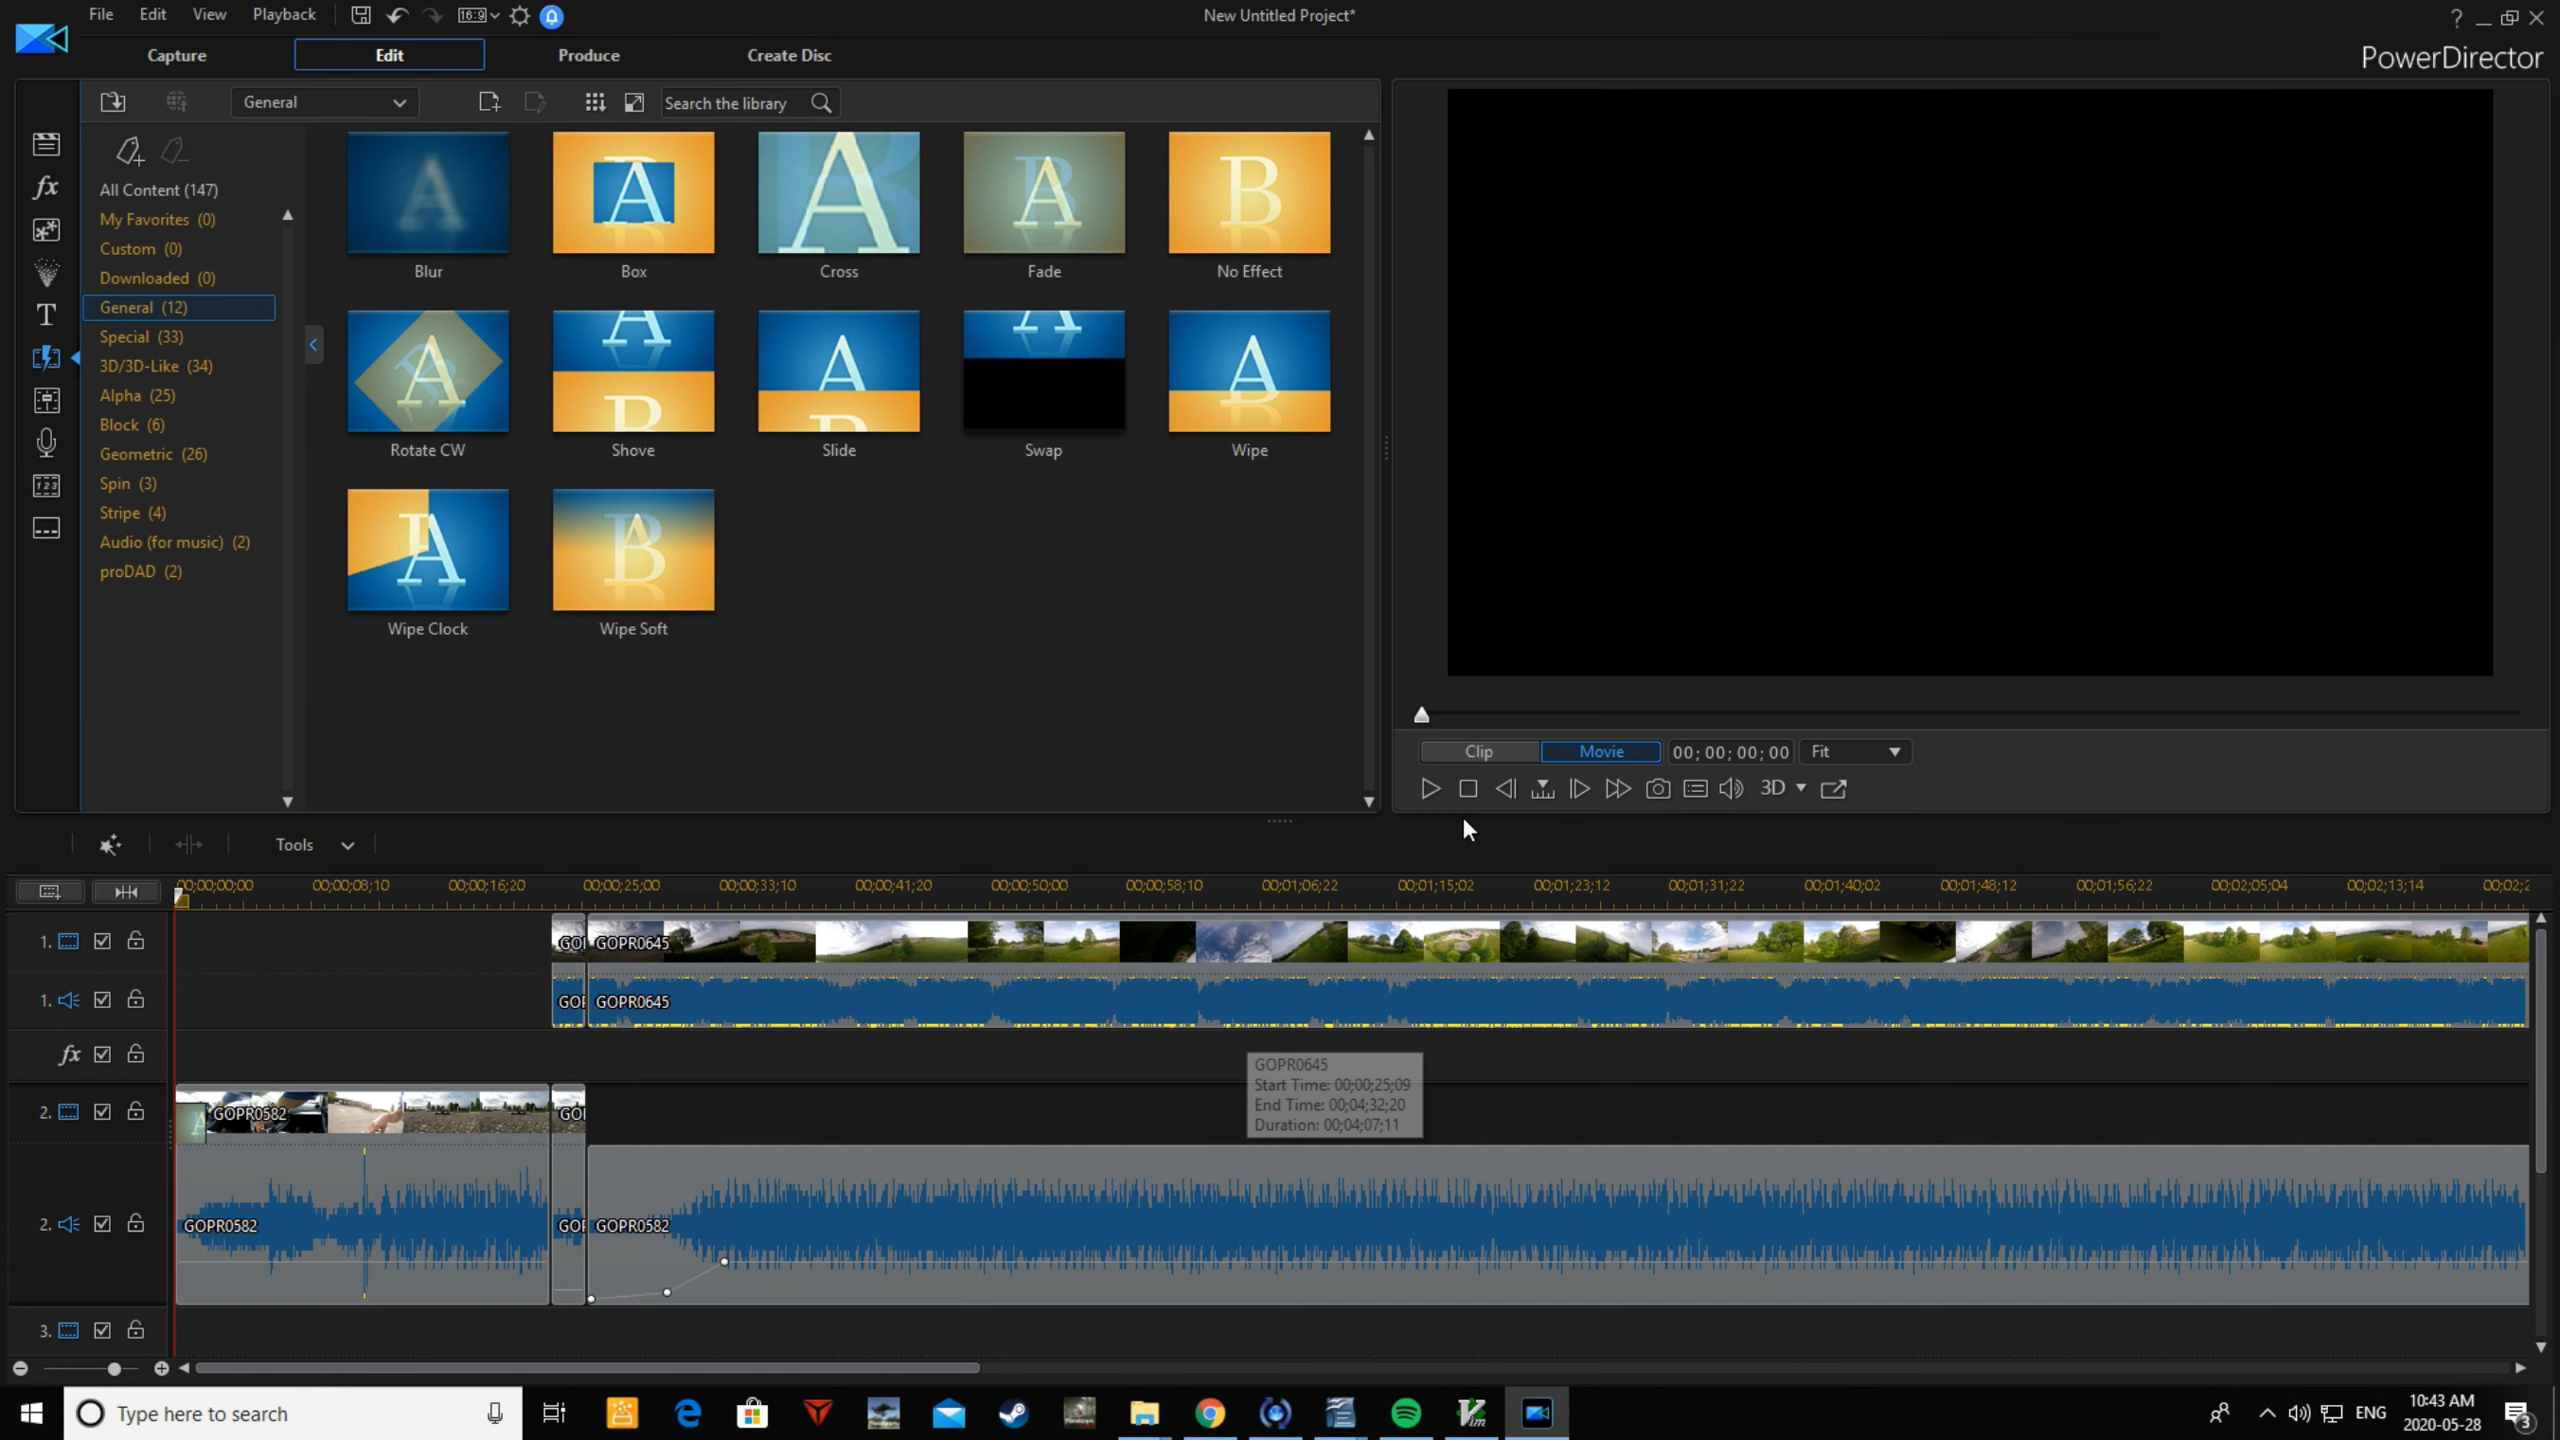 File Edit View Playback 16:9 New Untitled Project* ?
Capture Edit Produce Create Disc PowerDirector
General Search the library
All Content (147)
My Favorites (0)
Custom (0)
Downloaded (0)
General (12)
Special (33)
3D/3D-Like (34)
Alpha (25)
Block (6)
Geometric (26)
Spin (3)
Stripe (4)
Audio (for music) (2)
proDAD (2)
Blur Box Cross Fade No Effect
Rotate CW Shove Slide Swap Wipe
Wipe Clock Wipe Soft
Clip Movie 00; 00; 00; 00 Fit
3D
Tools
00;00;00;00 00;00;08;10 00;00;16;20 00;00;25;00 00;00;33;10 00;00;41;20 00;00;50;00 00;00;58;10 00;01;06;22 00;01;15;02 00;01;23;12 00;01;31;22 00;01;40;02 00;01;48;12 00;01;56;22 00;02;05;04 00;02;13;14 00;02;2
1. GOI GOPR0645
1. GOF GOPR0645
fx
GOPR0645
Start Time: 00;00;25;09
End Time: 00;04;32;20
Duration: 00;04;07;11
2. GOPR0582 GOI
2. GOPR0582 GOF GOPR0582
3.
Type here to search ENG 10:43 AM
2020-05-28 3